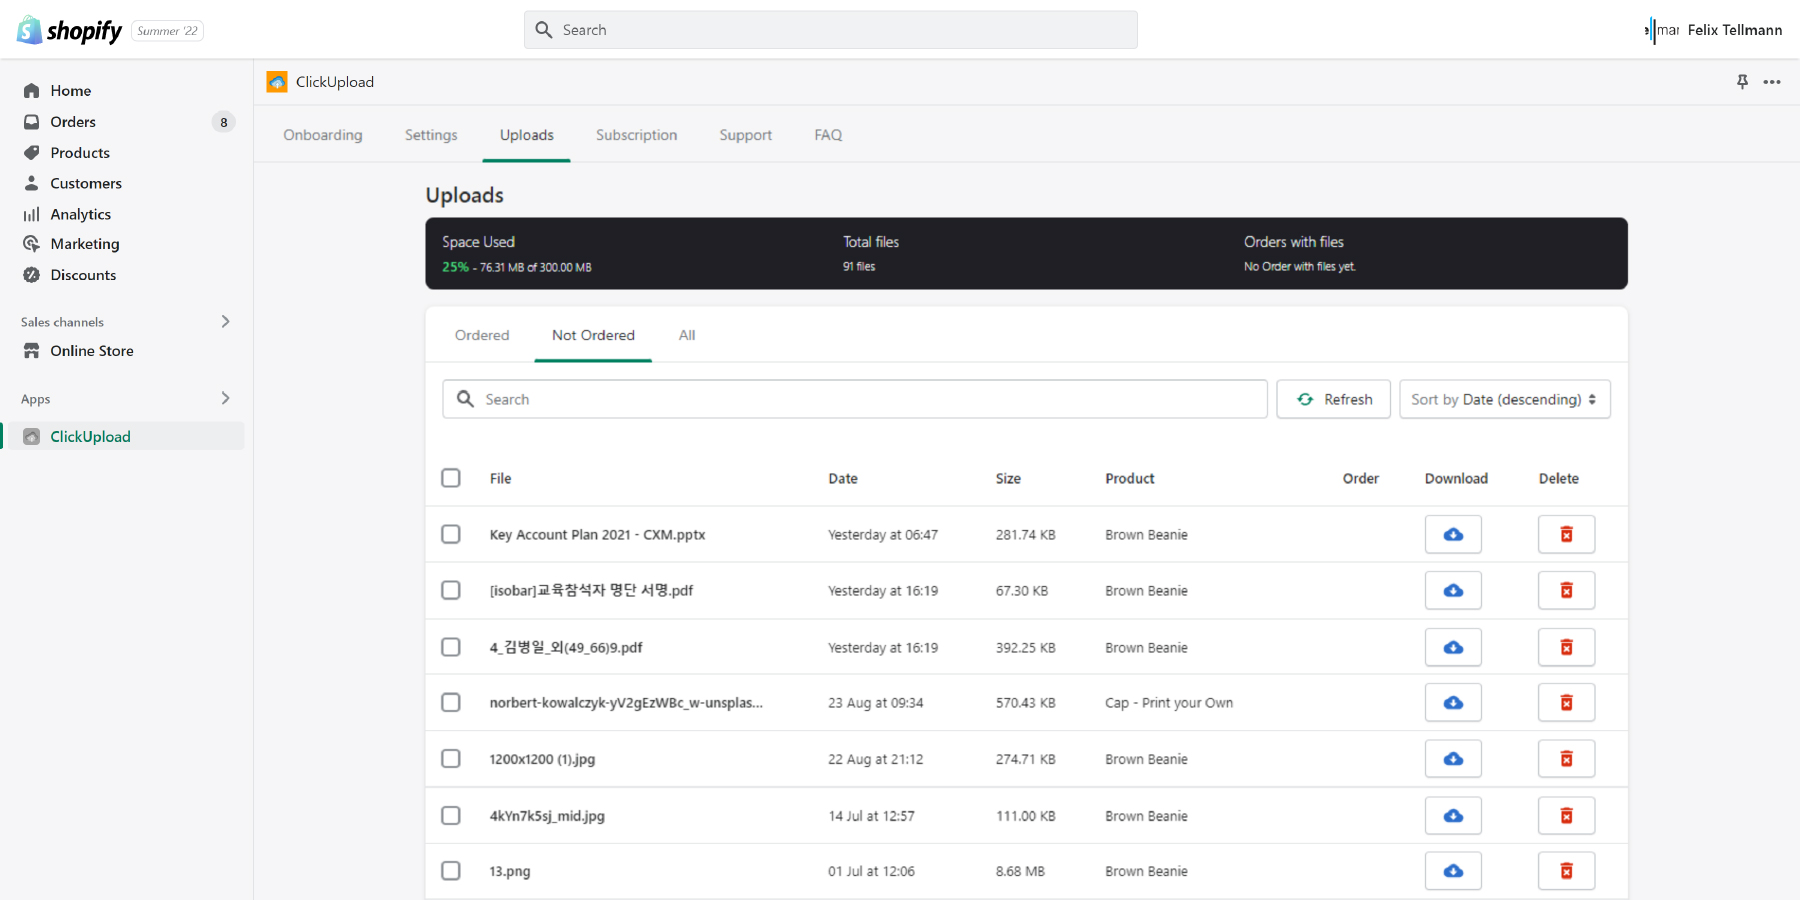 shopify
Summer '22
Search
Felix Tellmann
Home
Orders 8
Products
Customers
Analytics
Marketing
Discounts
Sales channels
Online Store
Apps
ClickUpload
ClickUpload
Onboarding Settings Uploads Subscription Support FAQ
Uploads
Space Used Total files Orders with files
25% - 76.31 MB of 300.00 MB 91 files No Order with files yet.
Ordered Not Ordered All
Search Refresh Sort by Date (descending)
File Date Size Product Order Download Delete
Key Account Plan 2021 - CXM.pptx Yesterday at 06:47 281.74 KB Brown Beanie
[isobar]교육참석자 명단 서명.pdf Yesterday at 16:19 67.30 KB Brown Beanie
4_김병일_외(49_66)9.pdf Yesterday at 16:19 392.25 KB Brown Beanie
norbert-kowalczyk-yV2gEzWBc_w-unsplas... 23 Aug at 09:34 570.43 KB Cap - Print your Own
1200x1200 (1).jpg 22 Aug at 21:12 274.71 KB Brown Beanie
4kYn7k5sj_mid.jpg 14 Jul at 12:57 111.00 KB Brown Beanie
13.png 01 Jul at 12:06 8.68 MB Brown Beanie